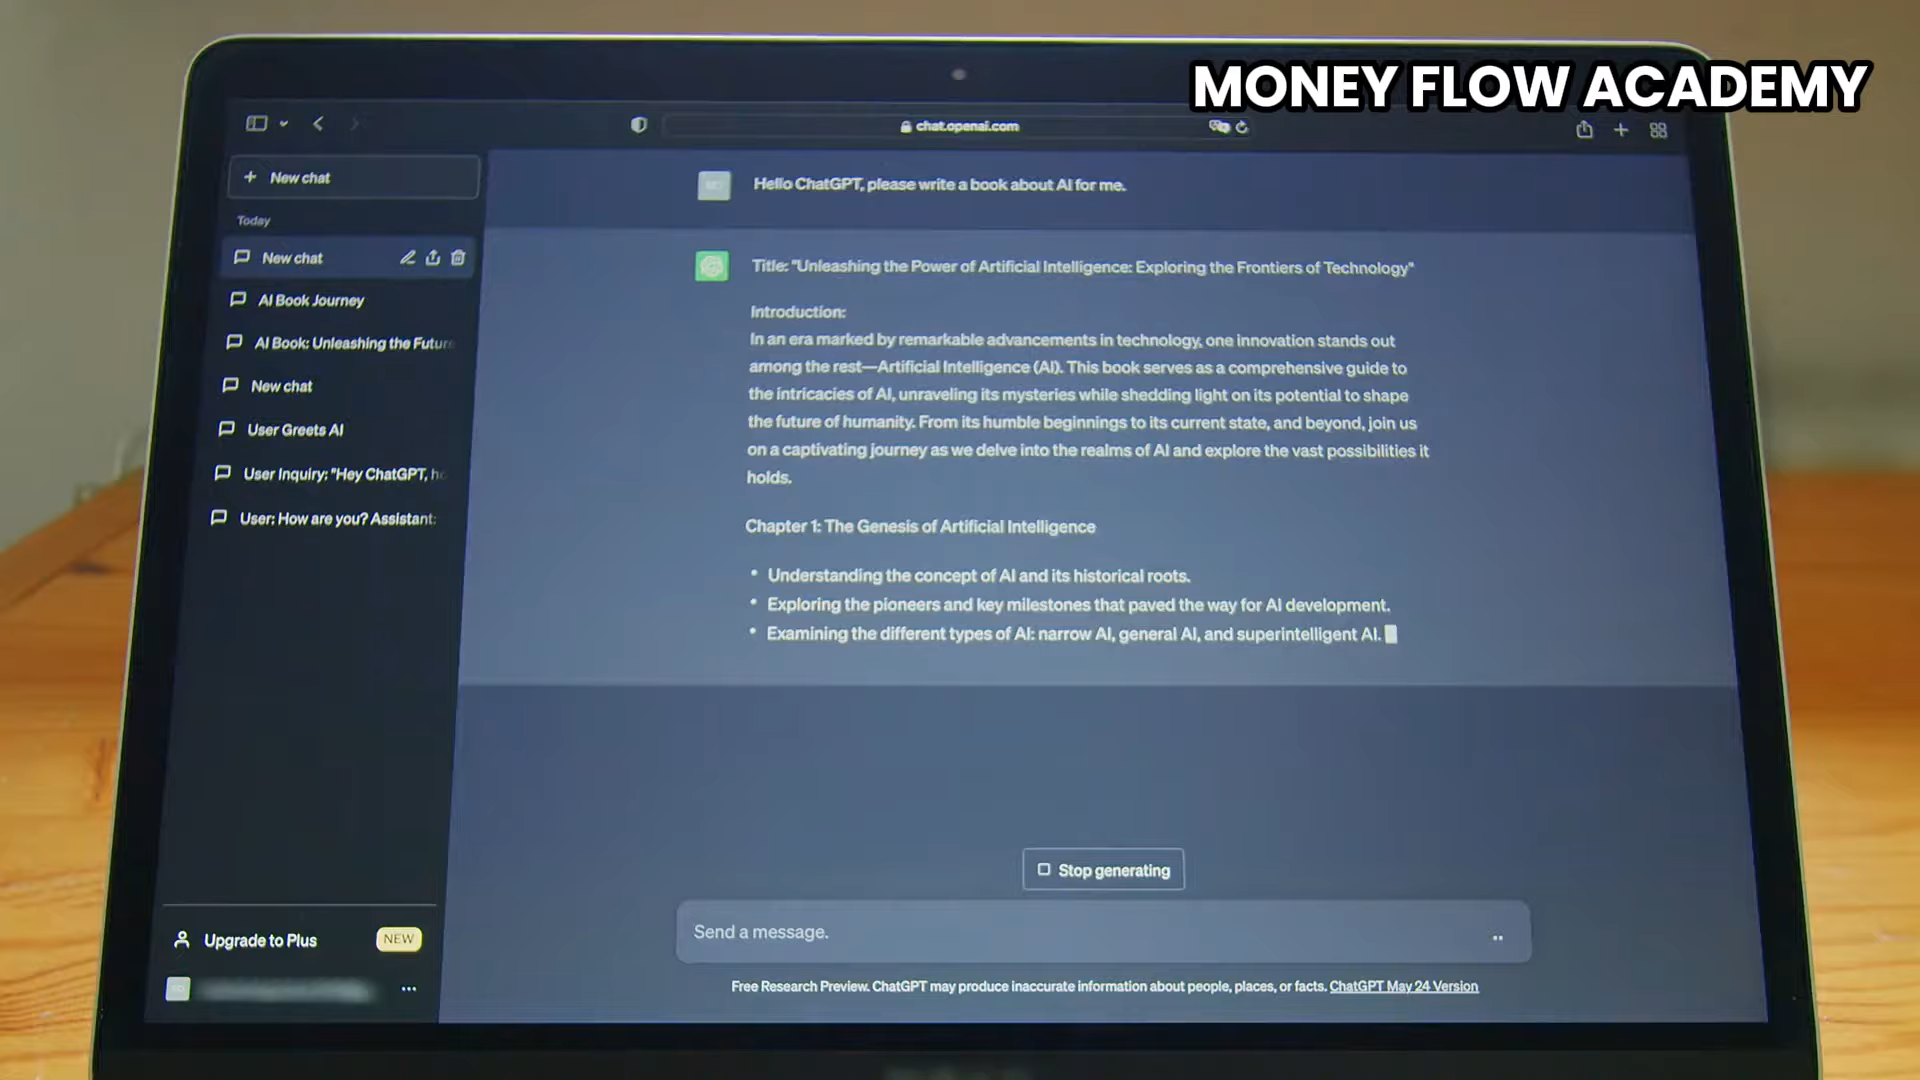 MONEY FLOW ACADEMY
chat.openai.com
+ New chat
Today
New chat
AI Book Journey
AI Book: Unleashing the Future
New chat
User Greets AI
User Inquiry: "Hey ChatGPT, ho
User: How are you? Assistant:
Upgrade to Plus NEW
Hello ChatGPT, please write a book about AI for me.
Title: "Unleashing the Power of Artificial Intelligence: Exploring the Frontiers of Technology"
Introduction:
In an era marked by remarkable advancements in technology, one innovation stands out
among the rest—Artificial Intelligence (AI). This book serves as a comprehensive guide to
the intricacies of AI, unraveling its mysteries while shedding light on its potential to shape
the future of humanity. From its humble beginnings to its current state, and beyond, join us
on a captivating journey as we delve into the realms of AI and explore the vast possibilities it
holds.
Chapter 1: The Genesis of Artificial Intelligence
• Understanding the concept of AI and its historical roots.
• Exploring the pioneers and key milestones that paved the way for AI development.
• Examining the different types of AI: narrow AI, general AI, and superintelligent AI.
Stop generating
Send a message.
Free Research Preview. ChatGPT may produce inaccurate information about people, places, or facts. ChatGPT May 24 Version